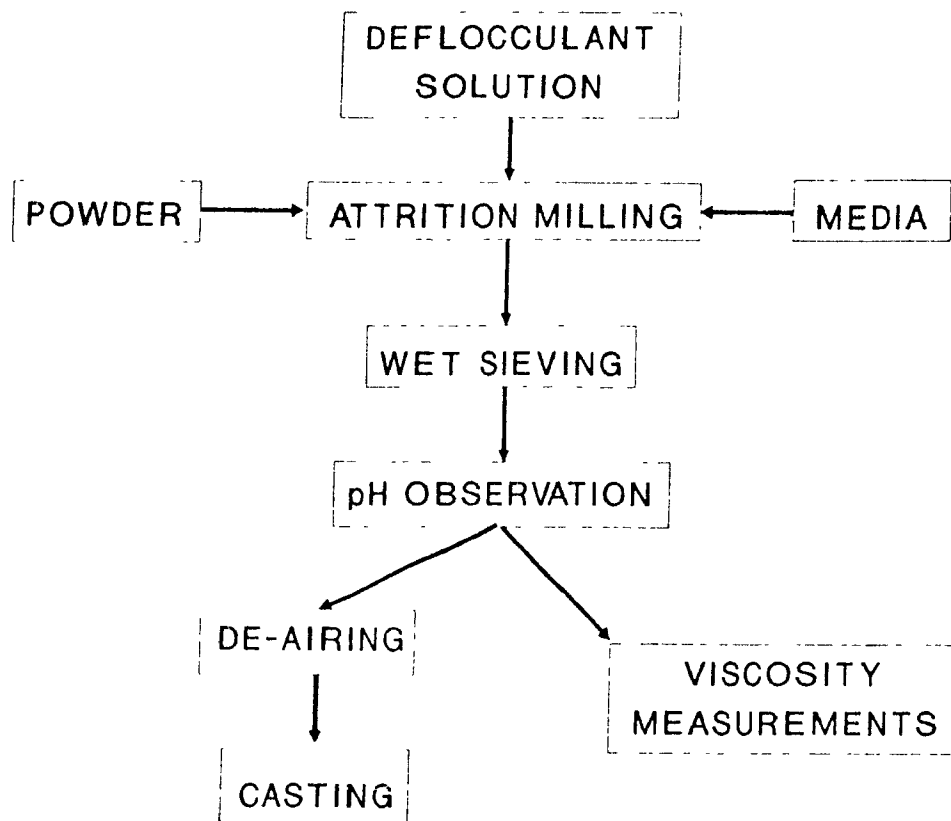 DEFLOCCULANT
SOLUTION
POWDER
ATTRITION MILLING
MEDIA
WET SIEVING
pH OBSERVATION
DE-AIRING
VISCOSITY
MEASUREMENTS
CASTING